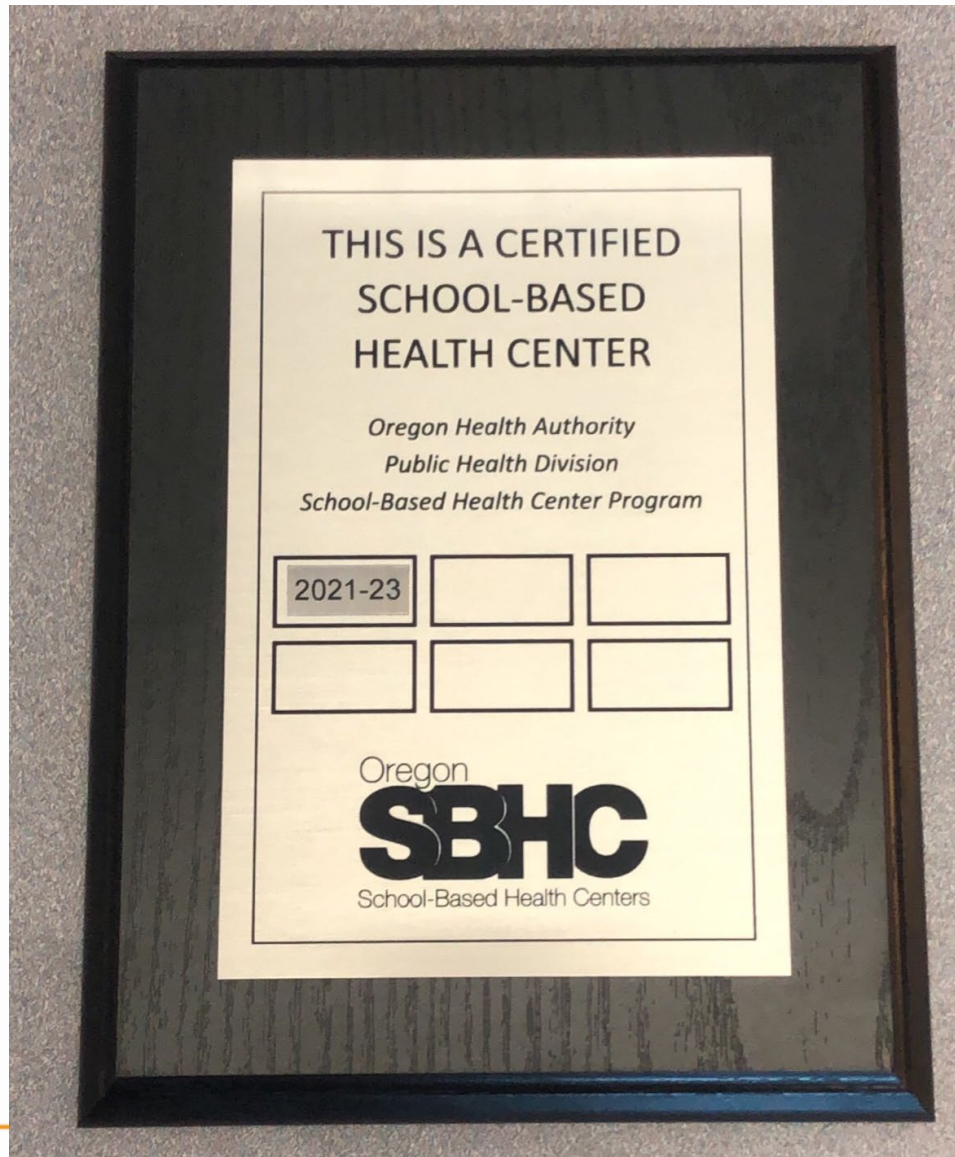 THIS IS A CERTIFIED
SCHOOL-BASED
HEALTH CENTER
Oregon Health Authority
Public Health Division
School-Based Health Center Program
2021-23
Oregon
SBHC
School-Based Health Centers